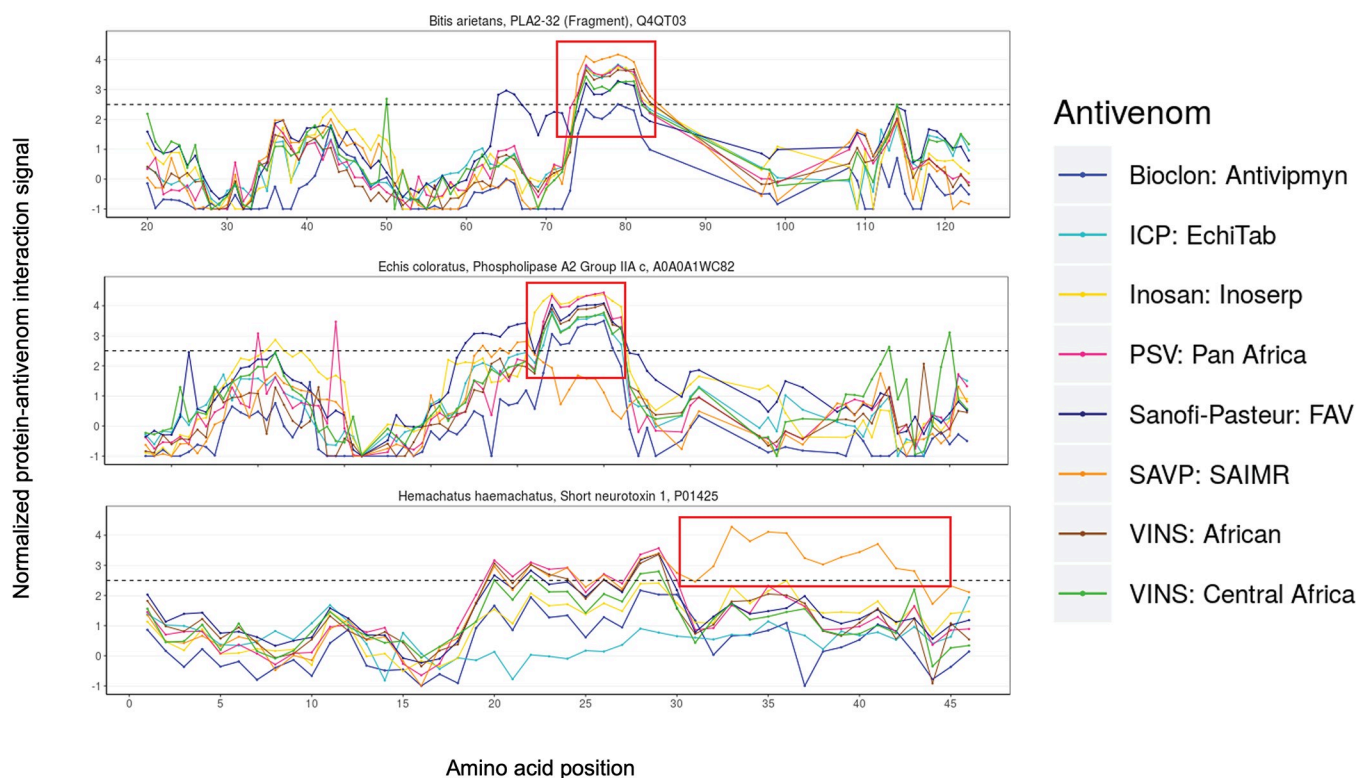 Bitis arietans, PLA2-32 (Fragment), Q4QT03
4
3
2
1
0
-1
20 30 40 50 60 70 80 90 100 110 120
Echis coloratus, Phospholipase A2 Group IIA c, A0A0A1WC82
4
3
2
1
0
-1
Hemachatus haemachatus, Short neurotoxin 1, P01425
4
3
2
1
0
-1
0 5 10 15 20 25 30 35 40 45
Normalized protein-antivenom interaction signal
Amino acid position
Antivenom
Bioclon: Antivipmyn
ICP: EchiTab
Inosan: Inoserp
PSV: Pan Africa
Sanofi-Pasteur: FAV
SAVP: SAIMR
VINS: African
VINS: Central Africa